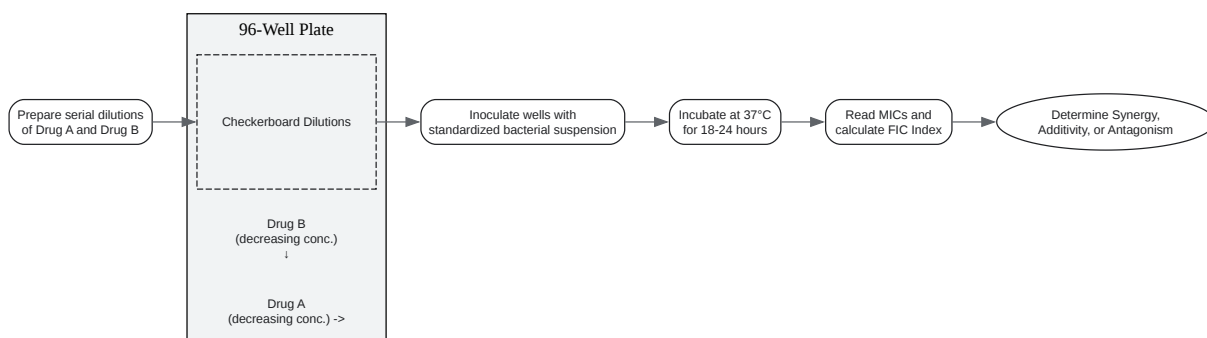 96-Well Plate
Prepare serial dilutions
of Drug A and Drug B
Checkerboard Dilutions
Inoculate wells with
standardized bacterial suspension
Incubate at 37°C
for 18-24 hours
Read MICs and
calculate FIC Index
Determine Synergy,
Additivity, or Antagonism
Drug B
(decreasing conc.)
↓
Drug A
(decreasing conc.) ->